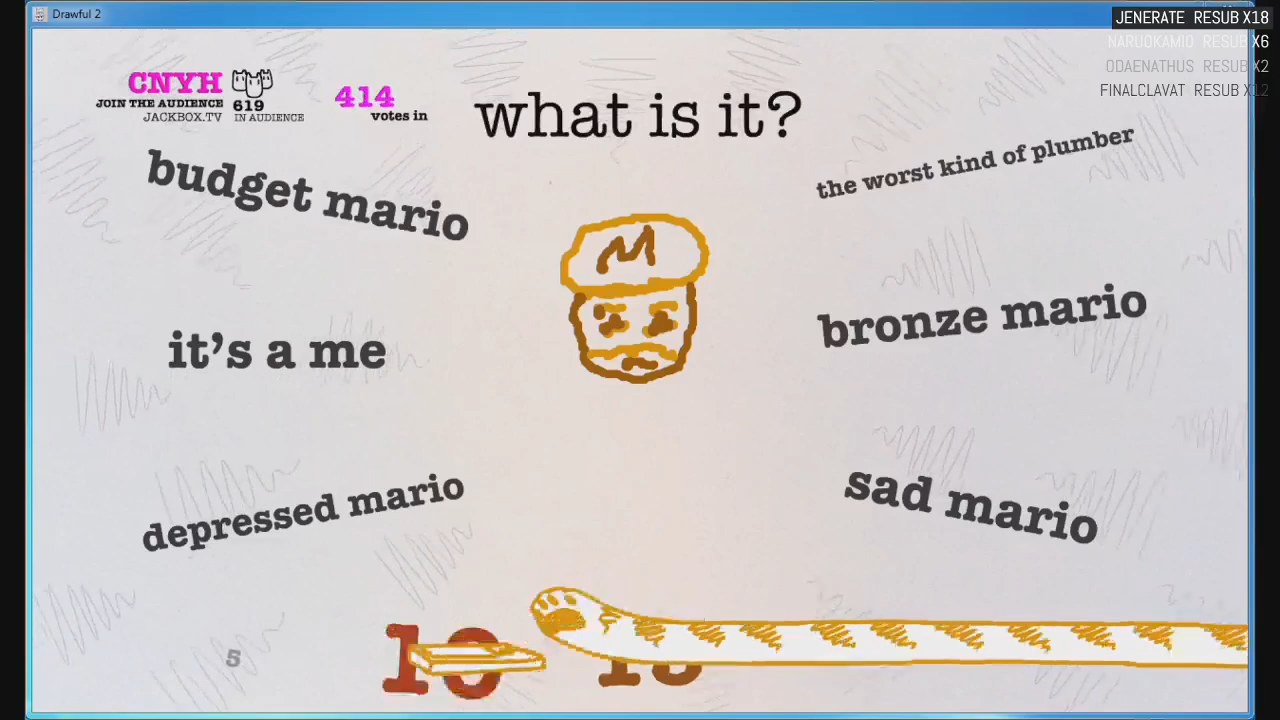 Drawful 2
JENERATE RESUB X18
NARUOKAMIO RESUB X6
ODAENATHUS RESUB X2
FINALCLAVAT RESUB X12
CNYH
JOIN THE AUDIENCE
JACKBOX.TV
619
IN AUDIENCE
414
votes in
what is it?
budget mario
the worst kind of plumber
M
it's a me
bronze mario
depressed mario
sad mario
5
10
15